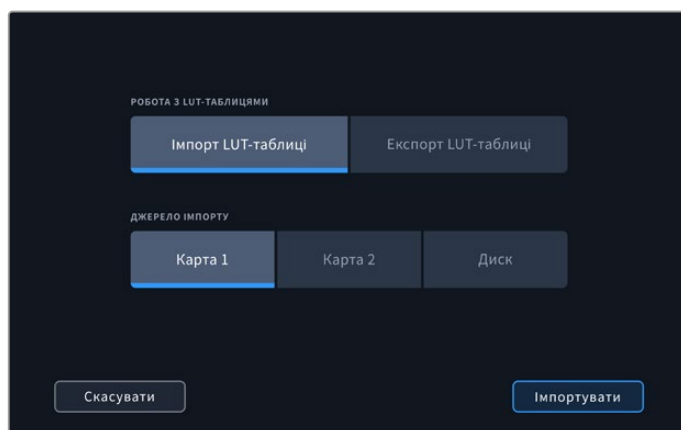 РОБОТА З LUT-ТАБЛИЦЯМИ
Імпорт LUT-таблиці Експорт LUT-таблиці
ДЖЕРЕЛО ІМПОРТУ
Карта 1 Карта 2 Диск
Скасувати Імпортувати